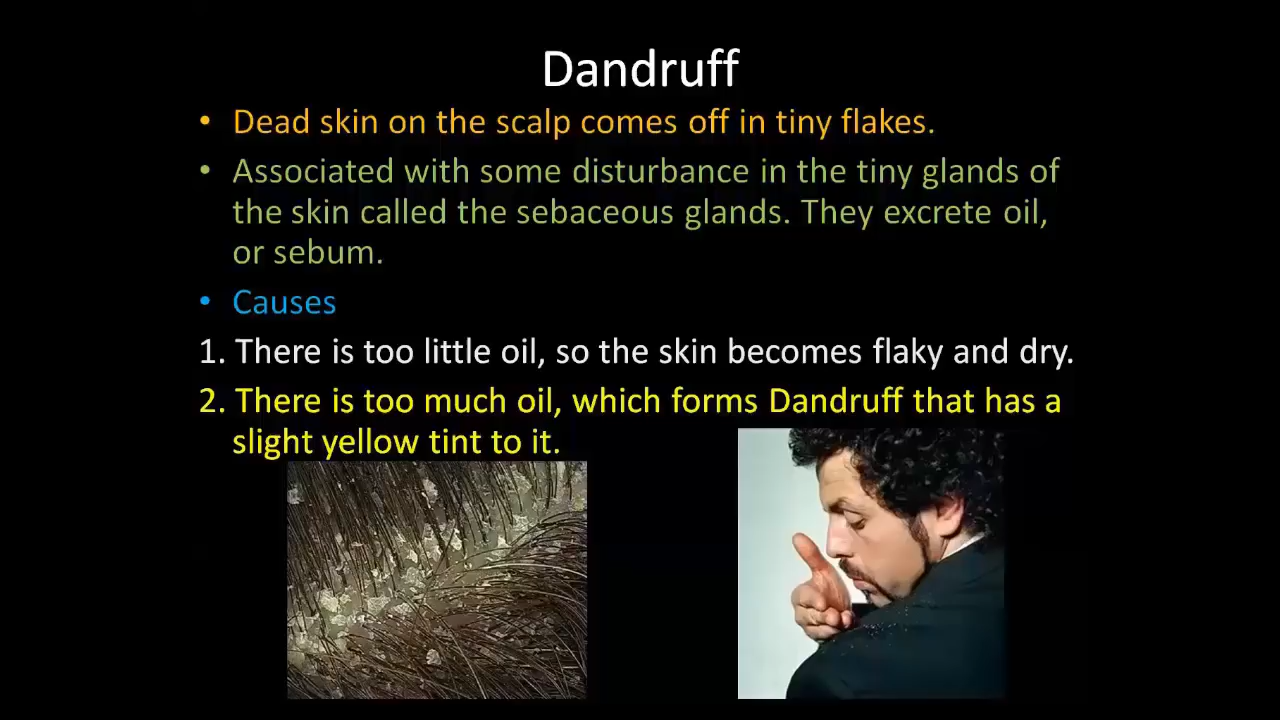 Dandruff
• Dead skin on the scalp comes off in tiny flakes.
• Associated with some disturbance in the tiny glands of
the skin called the sebaceous glands. They excrete oil,
or sebum.
• Causes
1. There is too little oil, so the skin becomes flaky and dry.
2. There is too much oil, which forms Dandruff that has a
slight yellow tint to it.